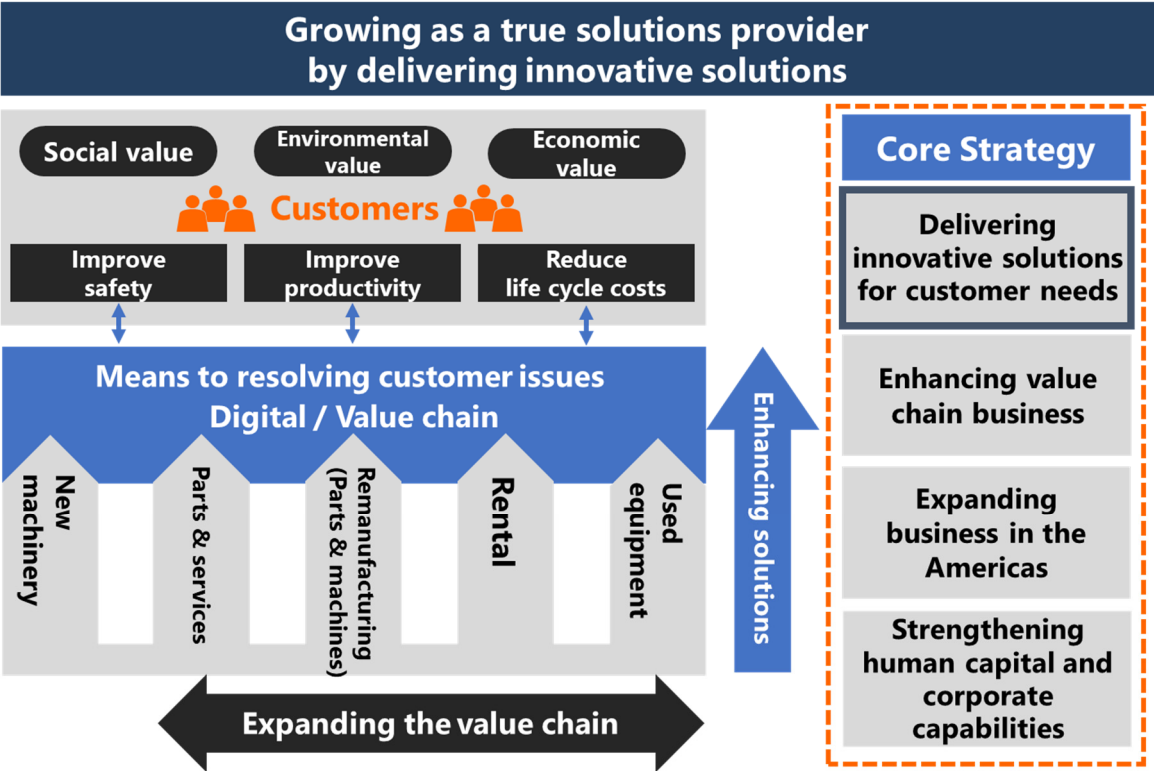 Growing as a true solutions provider
by delivering innovative solutions
Social value
Environmental
value
Economic
value
Customers
Improve
safety
Improve
productivity
Reduce
life cycle costs
Means to resolving customer issues
Digital / Value chain
New
machinery
Parts & services
Remanufacturing
(Parts & machines)
Rental
Used
equipment
Enhancing solutions
Expanding the value chain
Core Strategy
Delivering
innovative solutions
for customer needs
Enhancing value
chain business
Expanding
business in the
Americas
Strengthening
human capital and
corporate
capabilities